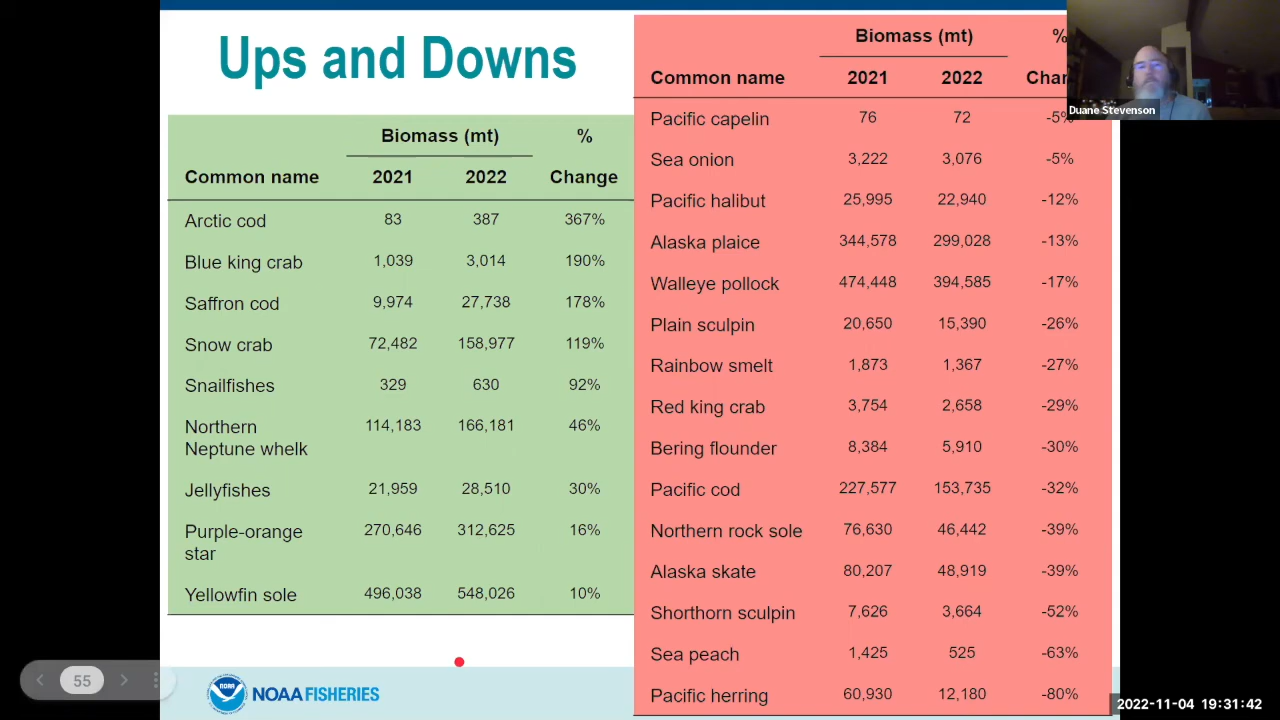 Ups and Downs
Biomass (mt) %
Common name 2021 2022 Change
Arctic cod 83 387 367%
Blue king crab 1,039 3,014 190%
Saffron cod 9,974 27,738 178%
Snow crab 72,482 158,977 119%
Snailfishes 329 630 92%
Northern
Neptune whelk 114,183 166,181 46%
Jellyfishes 21,959 28,510 30%
Purple-orange
star 270,646 312,625 16%
Yellowfin sole 496,038 548,026 10%
Biomass (mt) %
Common name 2021 2022 Chan
Pacific capelin 76 72 -5%
Sea onion 3,222 3,076 -5%
Pacific halibut 25,995 22,940 -12%
Alaska plaice 344,578 299,028 -13%
Walleye pollock 474,448 394,585 -17%
Plain sculpin 20,650 15,390 -26%
Rainbow smelt 1,873 1,367 -27%
Red king crab 3,754 2,658 -29%
Bering flounder 8,384 5,910 -30%
Pacific cod 227,577 153,735 -32%
Northern rock sole 76,630 46,442 -39%
Alaska skate 80,207 48,919 -39%
Shorthorn sculpin 7,626 3,664 -52%
Sea peach 1,425 525 -63%
Pacific herring 60,930 12,180 -80%
Duane Stevenson
55
NOAA
NOAA FISHERIES
2022-11-04 19:31:42